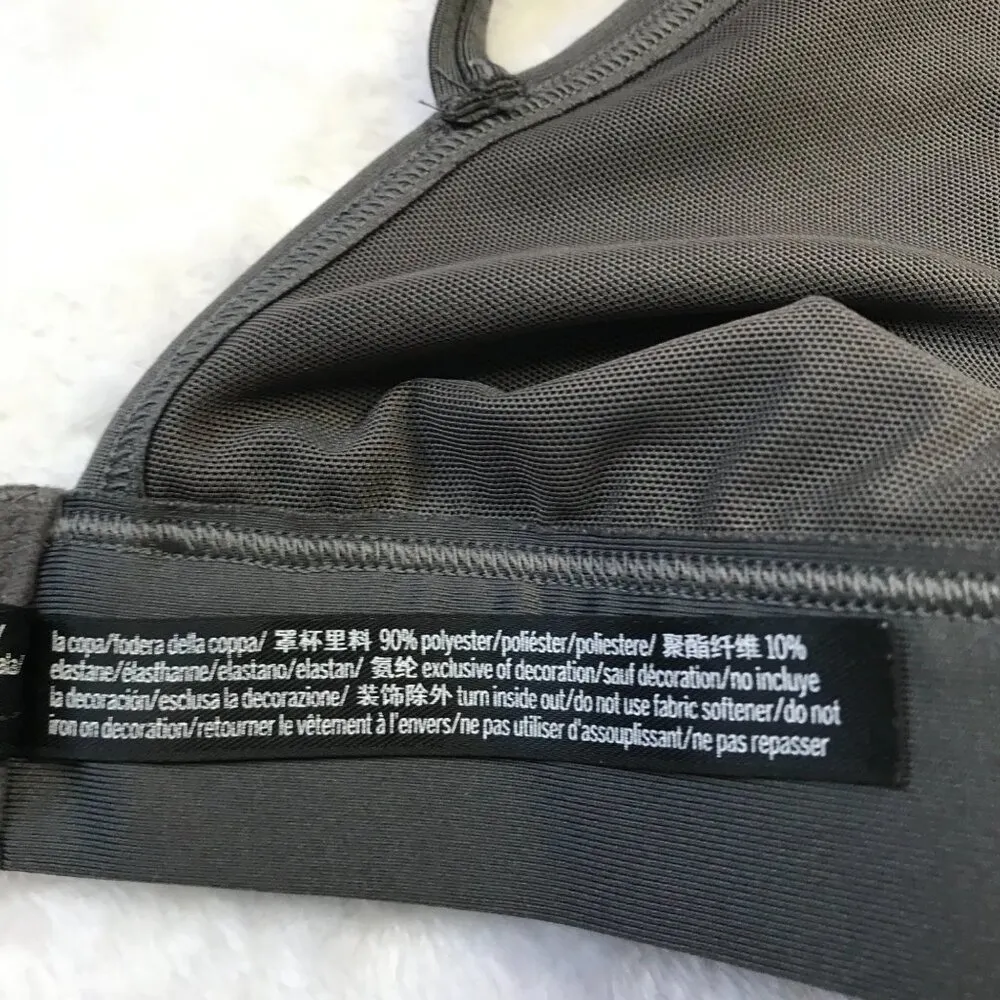 la copa/fodera della coppa/ 罩杯里料 90% polyester/poliéster/poliestere/ 聚酯纤维 10%
elastane/élasthanne/elastano/elastan/ 氨纶 exclusive of decoration/sauf décoration/no incluye
la decoración/esclusa la decorazione/ 装饰除外 turn inside out/do not use fabric softener/do not
iron on decoration/retourner le vêtement à l'envers/ne pas utiliser d'assouplissant/ne pas repasser